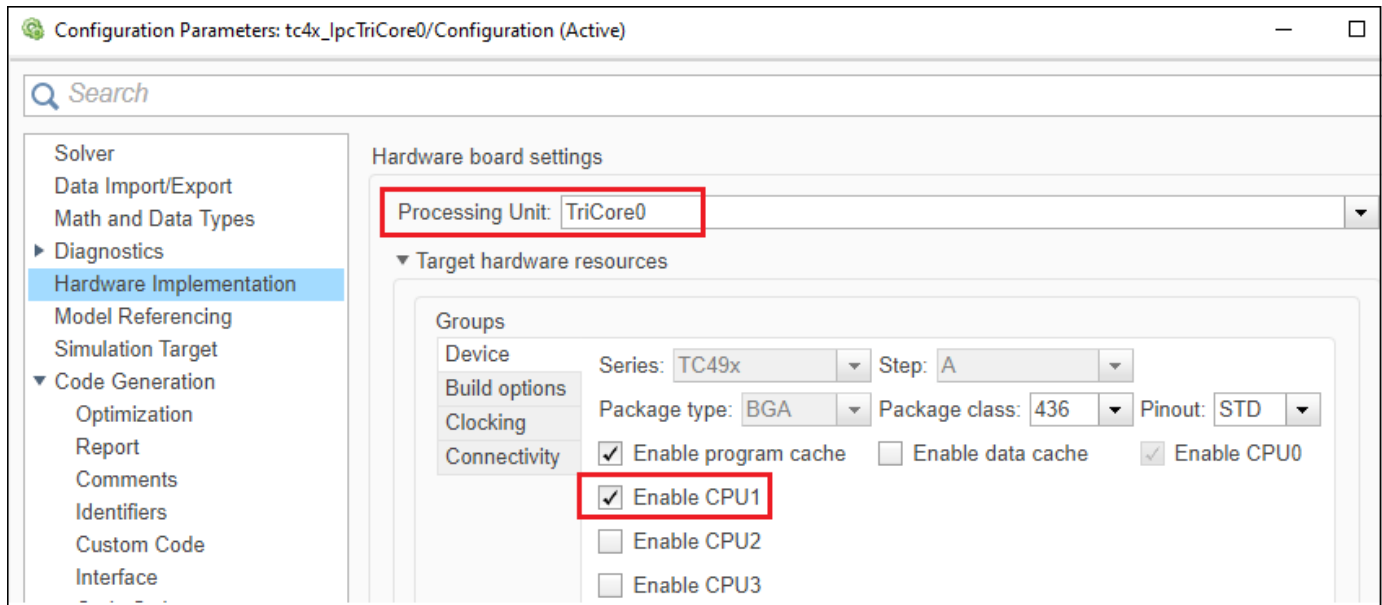 Configuration Parameters: tc4x_IpcTriCore0/Configuration (Active)
Search
Solver
Data Import/Export
Math and Data Types
Diagnostics
Hardware Implementation
Model Referencing
Simulation Target
Code Generation
Optimization
Report
Comments
Identifiers
Custom Code
Interface
Hardware board settings
Processing Unit: TriCore0
Target hardware resources
Groups
Device
Build options
Clocking
Connectivity
Series: TC49x Step: A
Package type: BGA Package class: 436 Pinout: STD
Enable program cache Enable data cache Enable CPU0
Enable CPU1
Enable CPU2
Enable CPU3